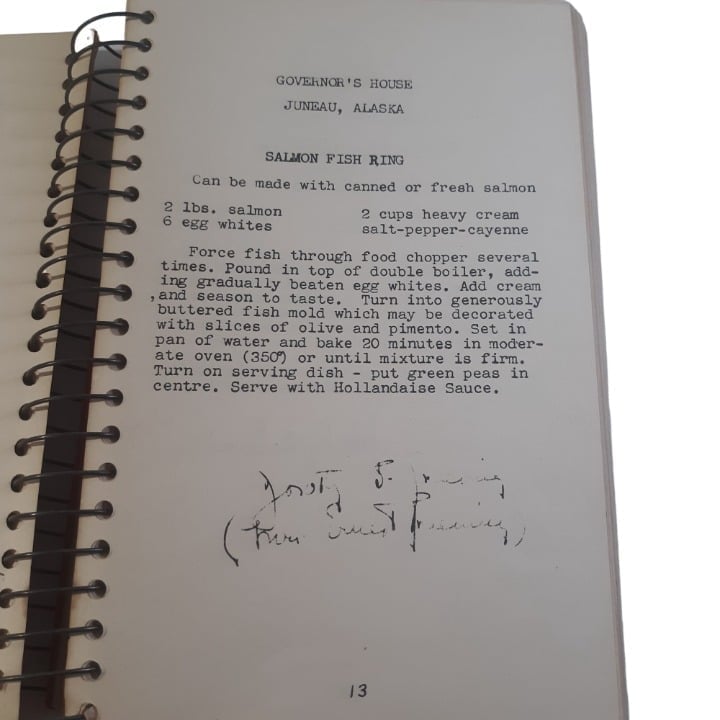 GOVERNOR'S HOUSE
JUNEAU, ALASKA
SALMON FISH RING
Can be made with canned or fresh salmon
2 lbs. salmon 2 cups heavy cream
6 egg whites salt-pepper-cayenne
Force fish through food chopper several
times. Pound in top of double boiler, add-
ing gradually beaten egg whites. Add cream
,and season to taste. Turn into generously
buttered fish mold which may be decorated
with slices of olive and pimento. Set in
pan of water and bake 20 minutes in moder-
ate oven (350°) or until mixture is firm.
Turn on serving dish - put green peas in
centre. Serve with Hollandaise Sauce.
(Mrs Ernest Gruening)
13